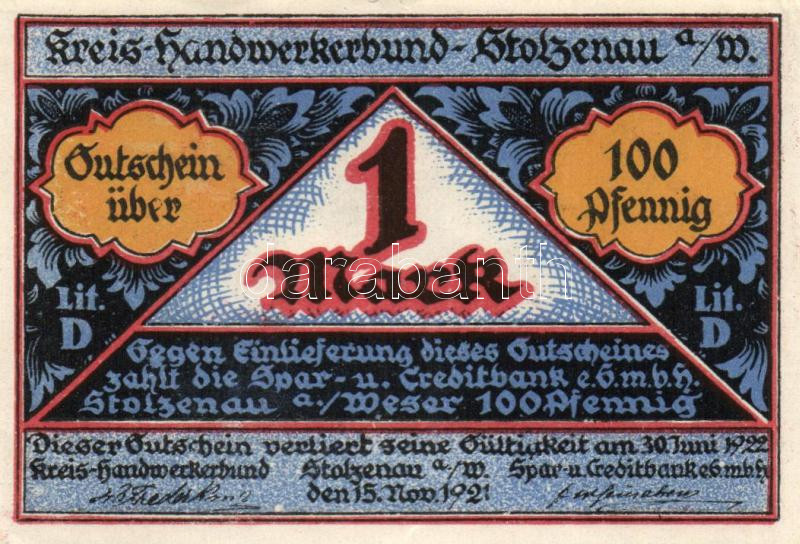 Kreis-Handwerkerbund-Stolzenau a/W.
Gutschein
über
1
Mark
100
Pfennig
Lit.
D
Lit.
D
darabanth
Gegen Einlieferung dieses Gutscheines
zahlt die Spar- u. Creditbank e.G.m.b.H.
Stolzenau a./Weser 100 Pfennig
Dieser Gutschein verliert seine Gültigkeit am 30 Juni 1922
Kreis-Handwerkerbund Stolzenau a/W. Spar-u Creditbank e G m b H
den 15. Nov. 1921